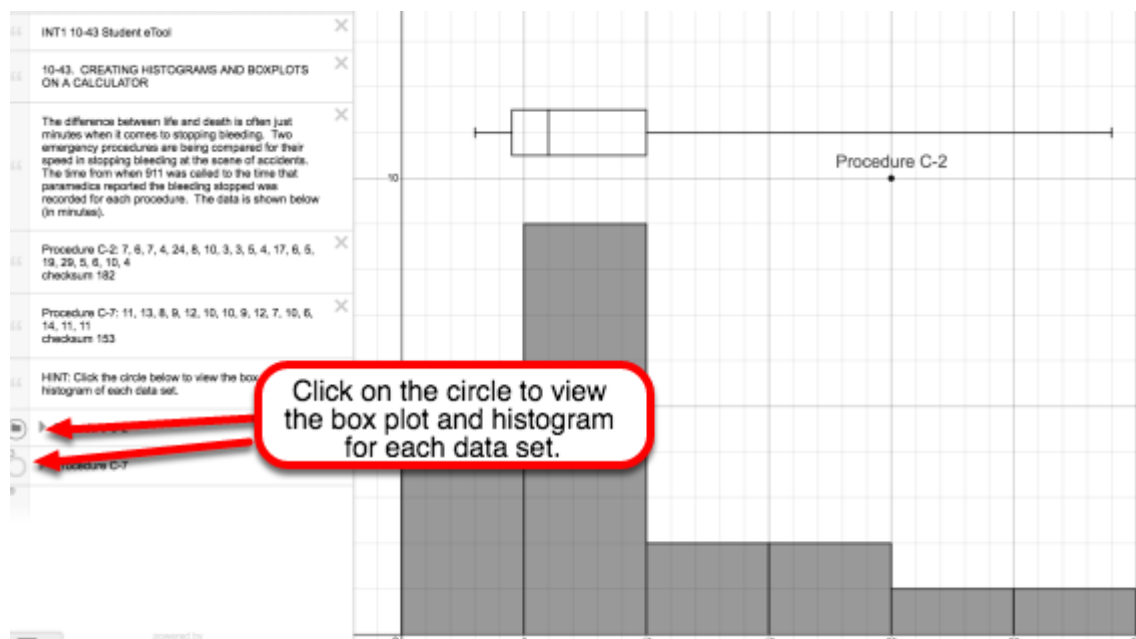 INT1 10-43 Student eTool
10-43. CREATING HISTOGRAMS AND BOXPLOTS
ON A CALCULATOR
The difference between life and death is often just
minutes when it comes to stopping bleeding. Two
emergency procedures are being compared for their
speed in stopping bleeding at the scene of accidents.
The time from when 911 was called to the time that
paramedics reported the bleeding stopped was
recorded for each procedure. The data is shown below
(in minutes).
Procedure C-2: 7, 6, 7, 4, 24, 8, 10, 3, 3, 5, 4, 17, 6, 5,
19, 29, 5, 6, 10, 4
checksum 182
Procedure C-7: 11, 13, 8, 9, 12, 10, 10, 9, 12, 7, 10, 6,
14, 11, 11
checksum 153
HINT: Click the circle below to view the box
histogram of each data set.
Procedure C-7
powered by
Click on the circle to view
the box plot and histogram
for each data set.
Procedure C-2
10